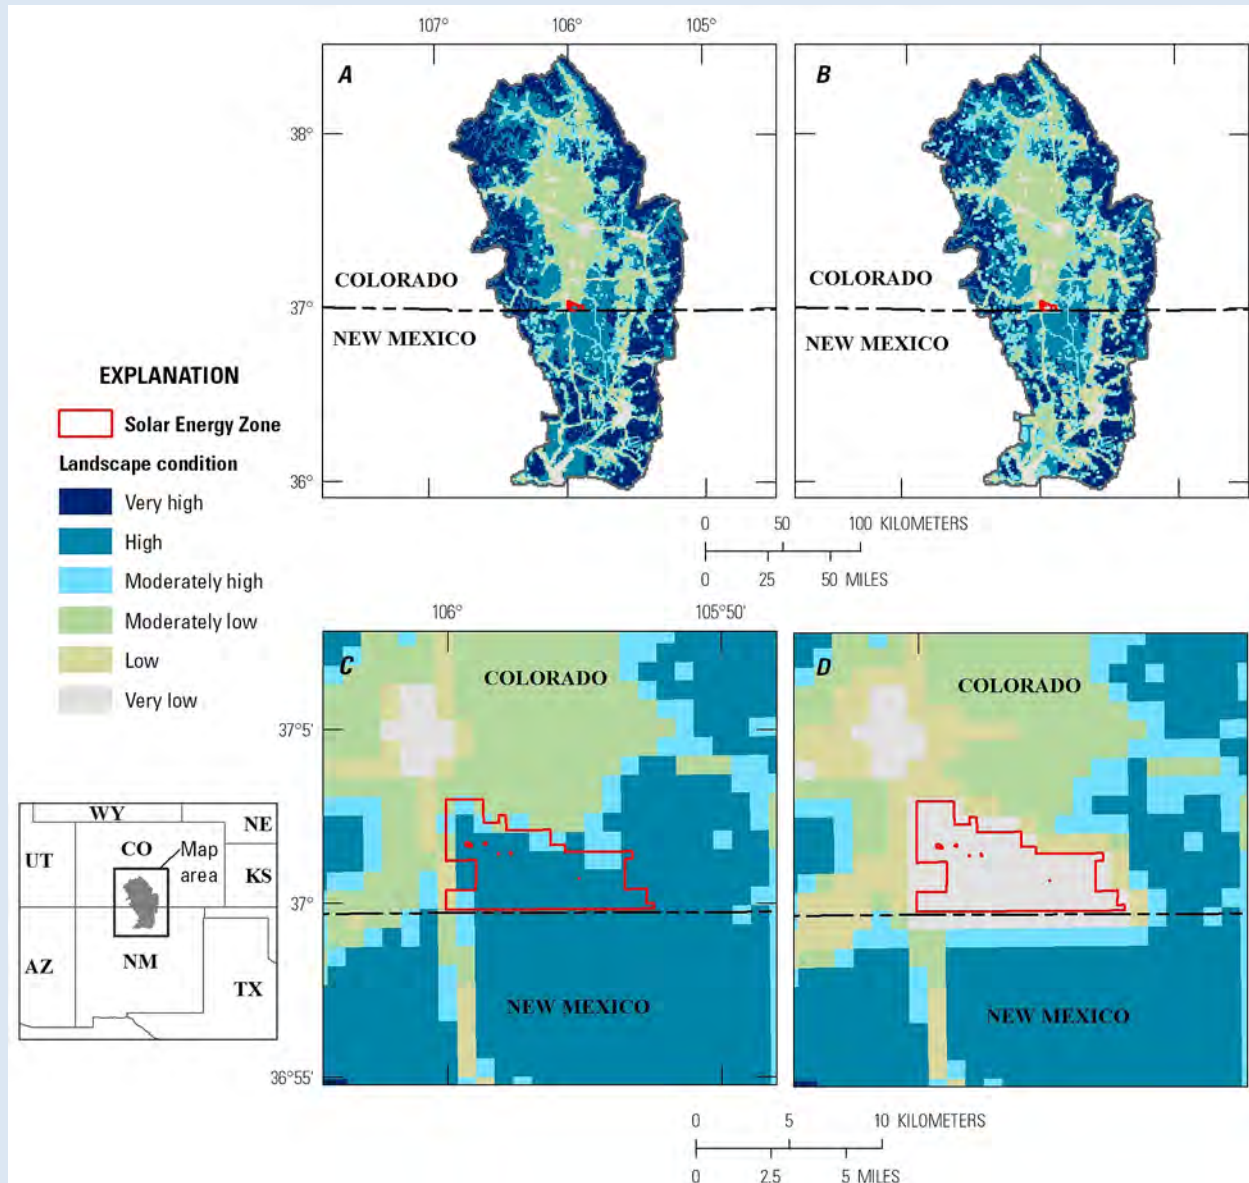 107° 106° 105°
A B
38°
COLORADO COLORADO
37°
NEW MEXICO NEW MEXICO
EXPLANATION
Solar Energy Zone
Landscape condition
Very high
High
Moderately high
Moderately low
Low
Very low
36°
0 50 100 KILOMETERS
0 25 50 MILES
106° 105°50'
C D
COLORADO COLORADO
37°5'
37°
NEW MEXICO NEW MEXICO
36°55'
WY
NE
CO
Map
area
UT
KS
AZ
NM
TX
0 5 10 KILOMETERS
0 2.5 5 MILES